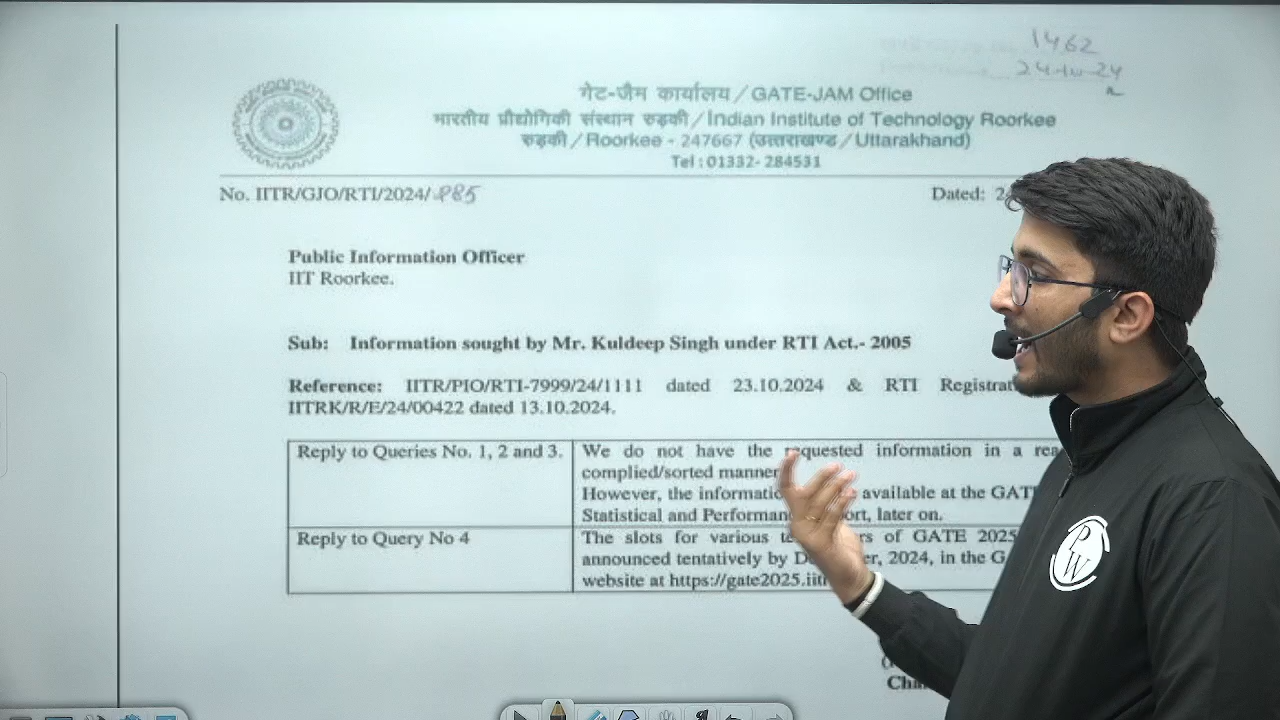 1462
24-10-24
गेट-जैम कार्यालय / GATE-JAM Office
भारतीय प्रौद्योगिकी संस्थान रुड़की / Indian Institute of Technology Roorkee
रुड़की / Roorkee - 247667 (उत्तराखण्ड / Uttarakhand)
Tel : 01332- 284531
No. IITR/GJO/RTI/2024/ 885
Dated: 2
Public Information Officer
IIT Roorkee.
Sub: Information sought by Mr. Kuldeep Singh under RTI Act.- 2005
Reference: IITR/PIO/RTI-7999/24/1111 dated 23.10.2024 & RTI
IITRK/R/E/24/00422 dated 13.10.2024.
Reply to Queries No. 1, 2 and 3.
We do not have the requested information in a
complied/sorted manner
However, the available at the
Statistical and later on.
Reply to Query No 4
The slots for various of GATE 2025
announced tentatively by 2024, in the
website at https://gate2025.iit
PW